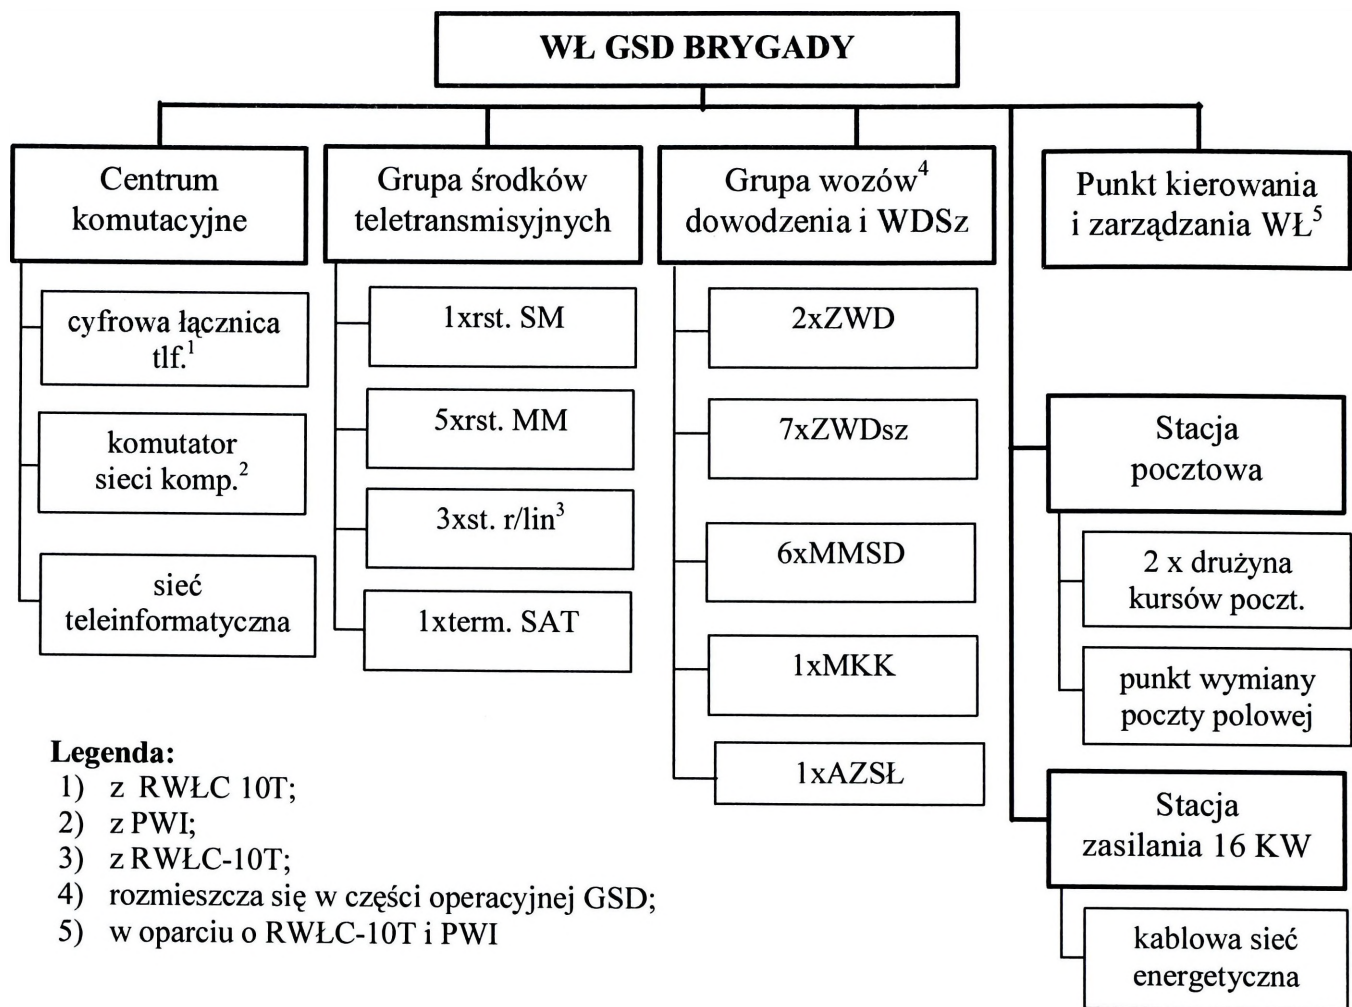 WŁ GSD BRYGADY
Centrum
komutacyjne
cyfrowa łącznica
tlf.1
komutator
sieci komp.2
sieć
teleinformatyczna
Grupa środków
teletransmisyjnych
1xrst. SM
5xrst. MM
3xst. r/lin3
1xterm. SAT
Grupa wozów4
dowodzenia i WDSz
2xZWD
7xZWDsz
6xMMSD
1xMKK
1xAZSŁ
Punkt kierowania
i zarządzania WŁ5
Stacja
pocztowa
2 x drużyna
kursów poczt.
punkt wymiany
poczty polowej
Stacja
zasilania 16 KW
kablowa sieć
energetyczna
Legenda:
1) z RWŁC 10T;
2) z PWI;
3) z RWŁC-10T;
4) rozmieszcza się w części operacyjnej GSD;
5) w oparciu o RWŁC-10T i PWI